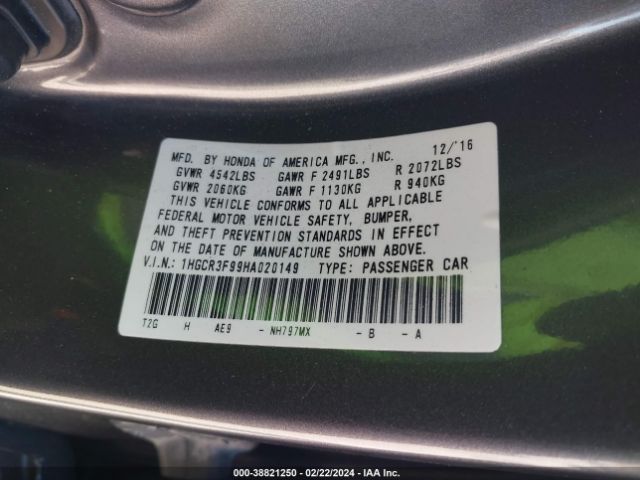 MFD. BY HONDA OF AMERICA MFG., INC. 12/'16
GVWR 4542LBS GAWR F 2491LBS R 2072LBS
GVWR 2060KG GAWR F 1130KG R 940KG
THIS VEHICLE CONFORMS TO ALL APPLICABLE
FEDERAL MOTOR VEHICLE SAFETY, BUMPER,
AND THEFT PREVENTION STANDARDS IN EFFECT
ON THE DATE OF MANUFACTURE SHOWN ABOVE.
V.I.N.: 1HGCR3F99HA020149 TYPE: PASSENGER CAR
T2G H AE9 - NH797MX - B - A
000-38821250 - 02/22/2024 - IAA Inc.